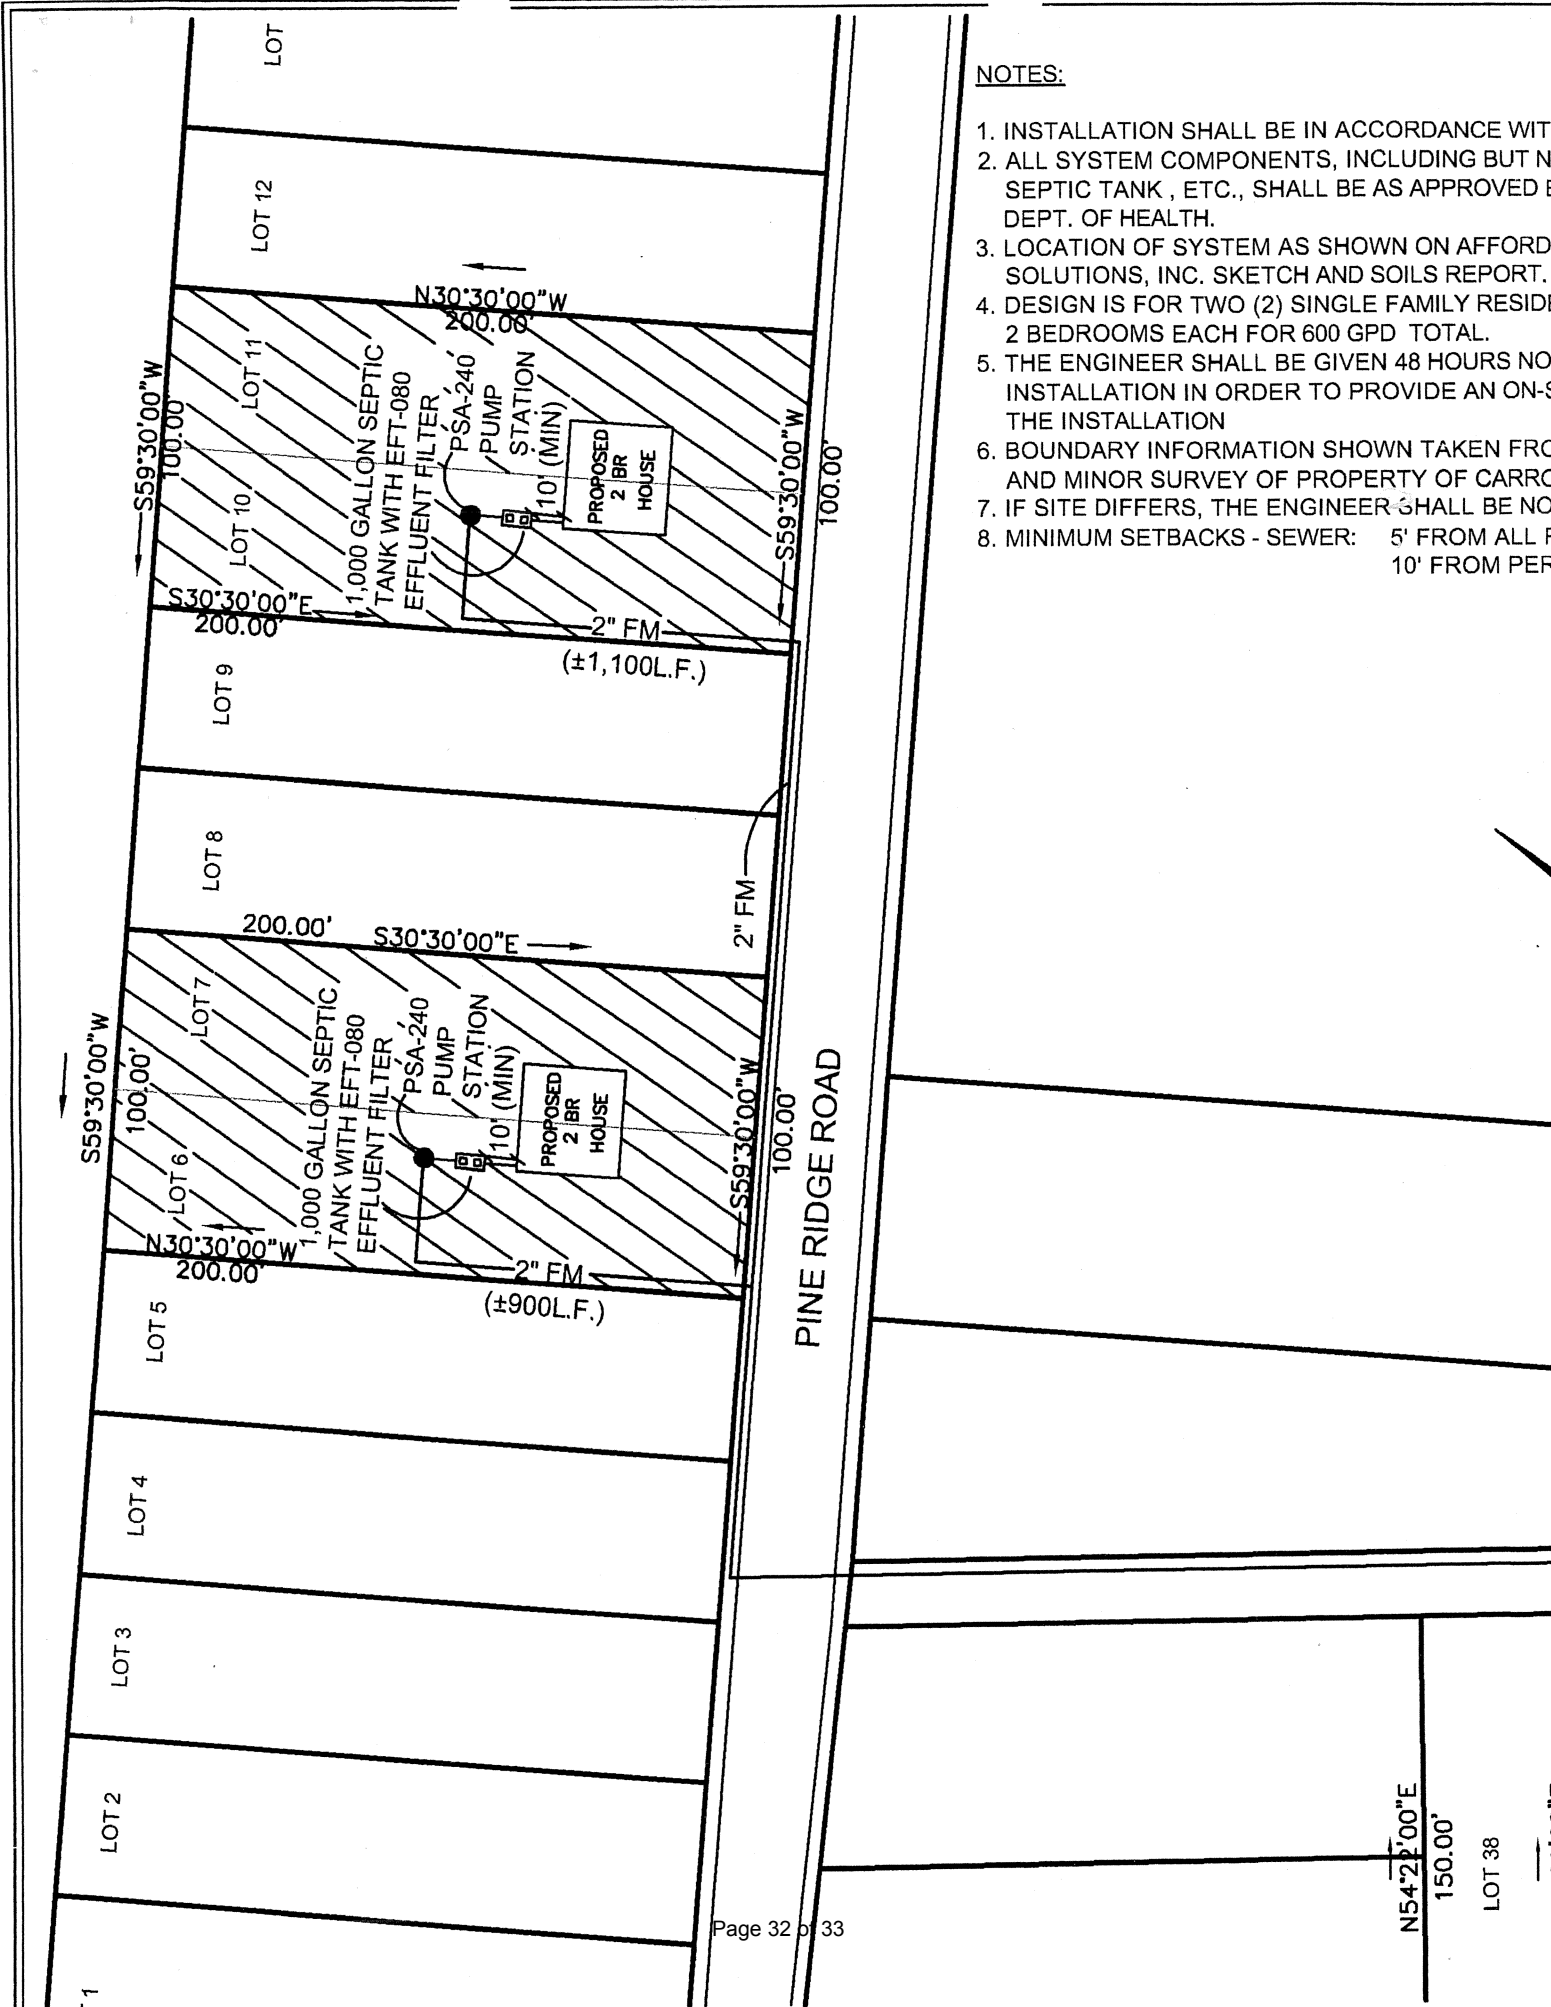 NOTES:
1. INSTALLATION SHALL BE IN ACCORDANCE WIT
2. ALL SYSTEM COMPONENTS, INCLUDING BUT N
SEPTIC TANK , ETC., SHALL BE AS APPROVED
DEPT. OF HEALTH.
3. LOCATION OF SYSTEM AS SHOWN ON AFFORD
SOLUTIONS, INC. SKETCH AND SOILS REPORT.
4. DESIGN IS FOR TWO (2) SINGLE FAMILY RESIDE
2 BEDROOMS EACH FOR 600 GPD TOTAL.
5. THE ENGINEER SHALL BE GIVEN 48 HOURS NO
INSTALLATION IN ORDER TO PROVIDE AN ON-S
THE INSTALLATION
6. BOUNDARY INFORMATION SHOWN TAKEN FRO
AND MINOR SURVEY OF PROPERTY OF CARRO
7. IF SITE DIFFERS, THE ENGINEER SHALL BE NO
8. MINIMUM SETBACKS - SEWER: 5' FROM ALL
10' FROM PER
LOT
LOT 12
N30°30'00"W
200.00'
LOT 11
S59°30'00"W
100.00'
LOT 10
1,000 GALLON SEPTIC
TANK WITH EFT-080
EFFLUENT FILTER
PSA-240
PUMP
STATION
10' (MIN)
PROPOSED
2 BR
HOUSE
S59°30'00"W
100.00'
S30°30'00"E
200.00'
2" FM
(±1,100L.F.)
LOT 9
LOT 8
2" FM
200.00'
S30°30'00"E
LOT 7
S59°30'00"W
100.00'
LOT 6
1,000 GALLON SEPTIC
TANK WITH EFT-080
EFFLUENT FILTER
PSA-240
PUMP
STATION
10' (MIN)
PROPOSED
2 BR
HOUSE
S59°30'00"W
100.00'
N30°30'00"W
200.00'
2" FM
(±900L.F.)
PINE RIDGE ROAD
LOT 5
LOT 4
LOT 3
LOT 2
1
N54°22'00"E
150.00'
LOT 38
Page 32 of 33